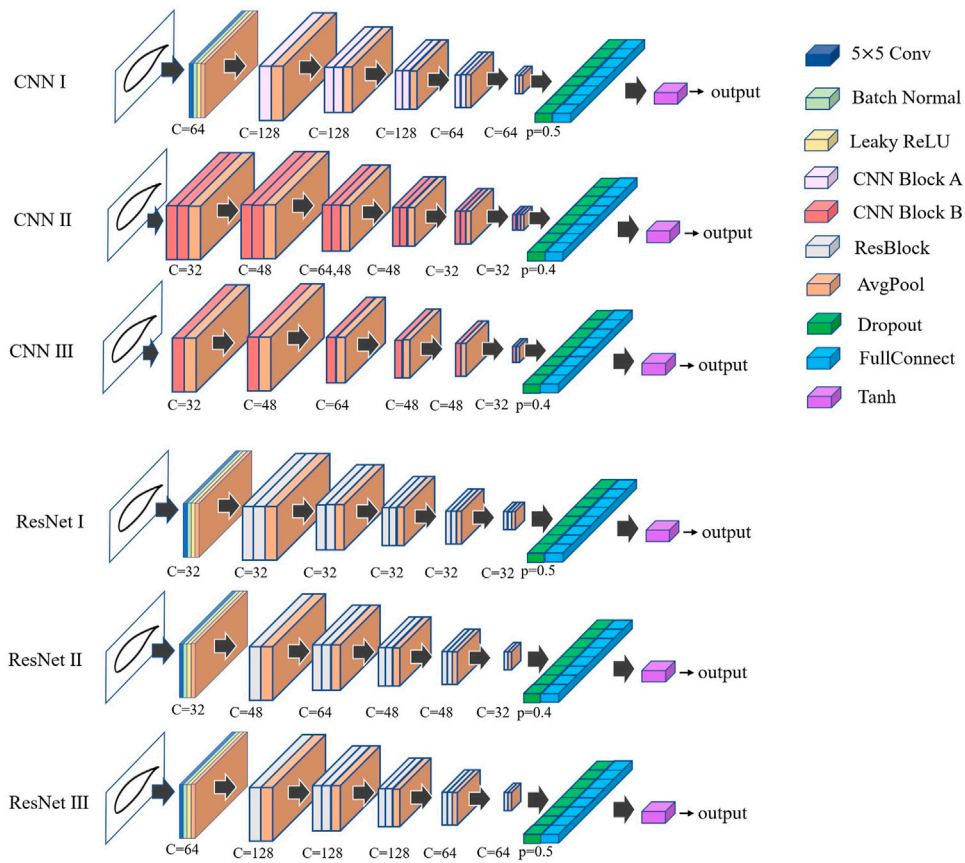 CNN I
C=64
C=128
C=128
C=128
C=64
C=64
p=0.5
output
CNN II
C=32
C=48
C=64,48
C=48
C=32
C=32
p=0.4
output
CNN III
C=32
C=48
C=64
C=48
C=48
C=32
p=0.4
output
ResNet I
C=32
C=32
C=32
C=32
C=32
C=32
p=0.5
output
ResNet II
C=32
C=48
C=64
C=48
C=48
C=32
p=0.4
output
ResNet III
C=64
C=128
C=128
C=128
C=64
C=64
p=0.5
output
5×5 Conv
Batch Normal
Leaky ReLU
CNN Block A
CNN Block B
ResBlock
AvgPool
Dropout
FullConnect
Tanh